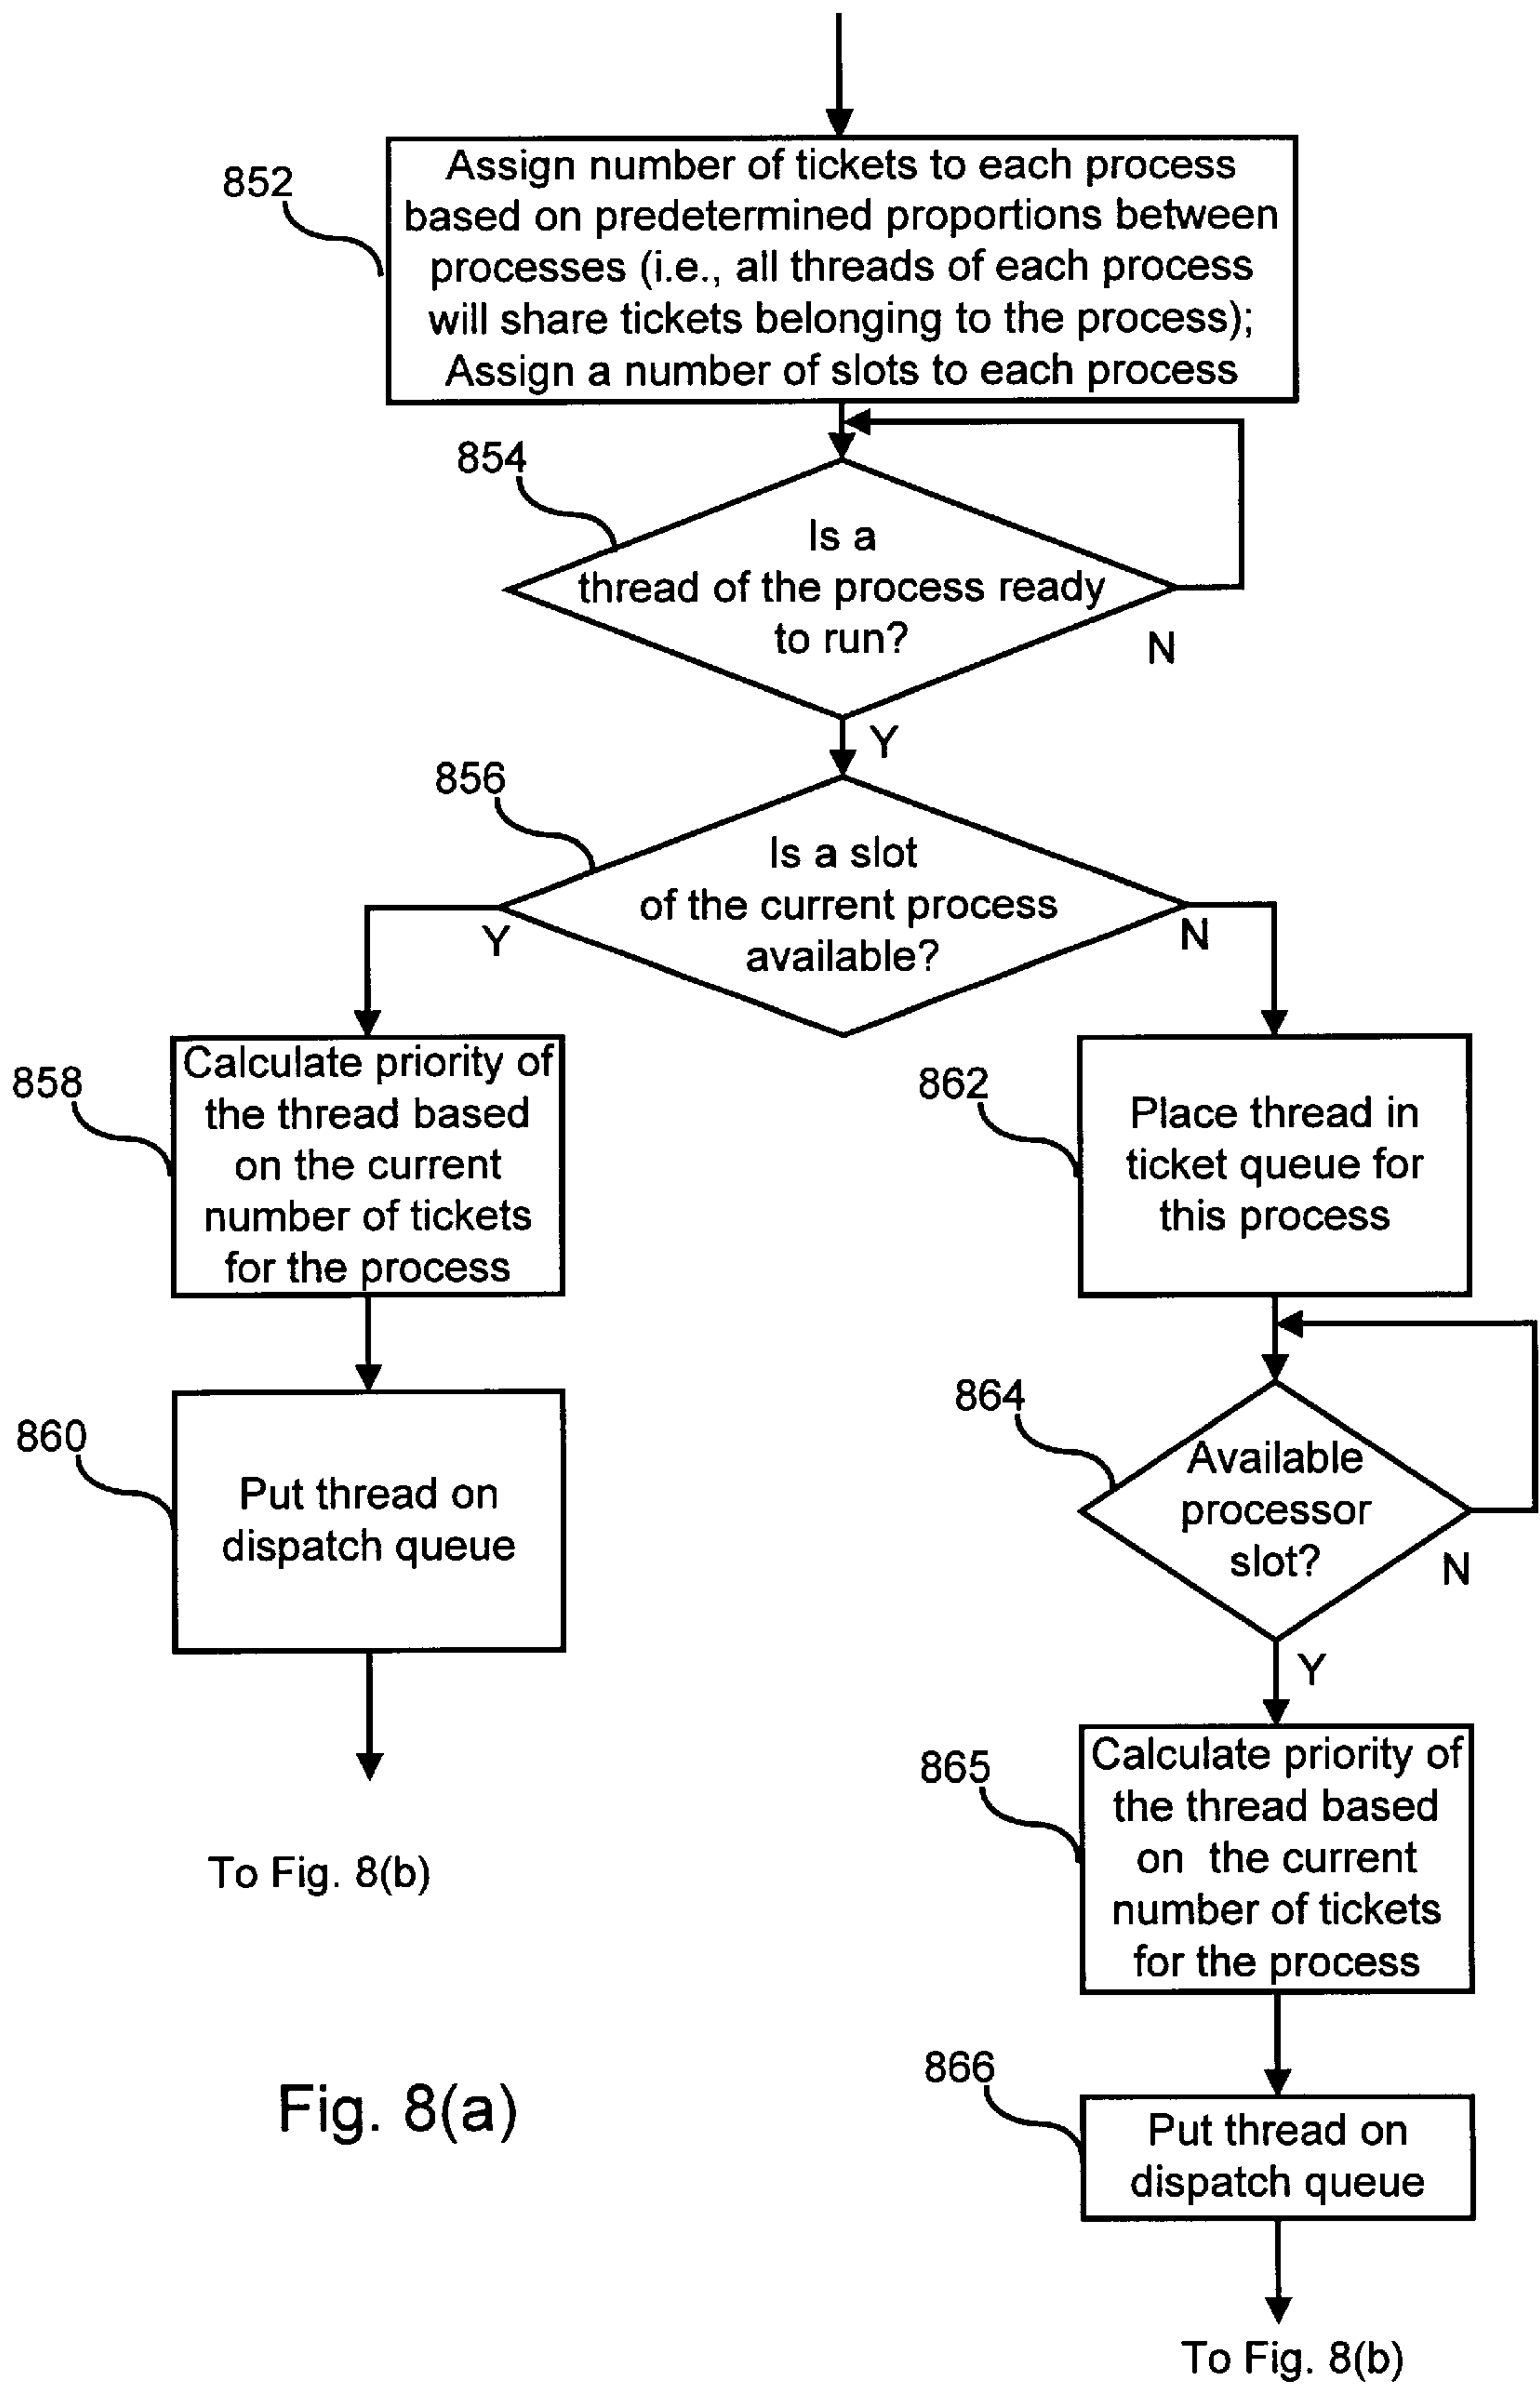 852
Assign number of tickets to each process
based on predetermined proportions between
processes (i.e., all threads of each process
will share tickets belonging to the process);
Assign a number of slots to each process
854
Is a
thread of the process ready
to run?
N
Y
856
Is a slot
of the current process
available?
Y
N
858
Calculate priority of
the thread based
on the current
number of tickets
for the process
862
Place thread in
ticket queue for
this process
860
Put thread on
dispatch queue
864
Available
processor
slot?
N
Y
To Fig. 8(b)
865
Calculate priority of
the thread based
on the current
number of tickets
for the process
866
Put thread on
dispatch queue
Fig. 8(a)
To Fig. 8(b)